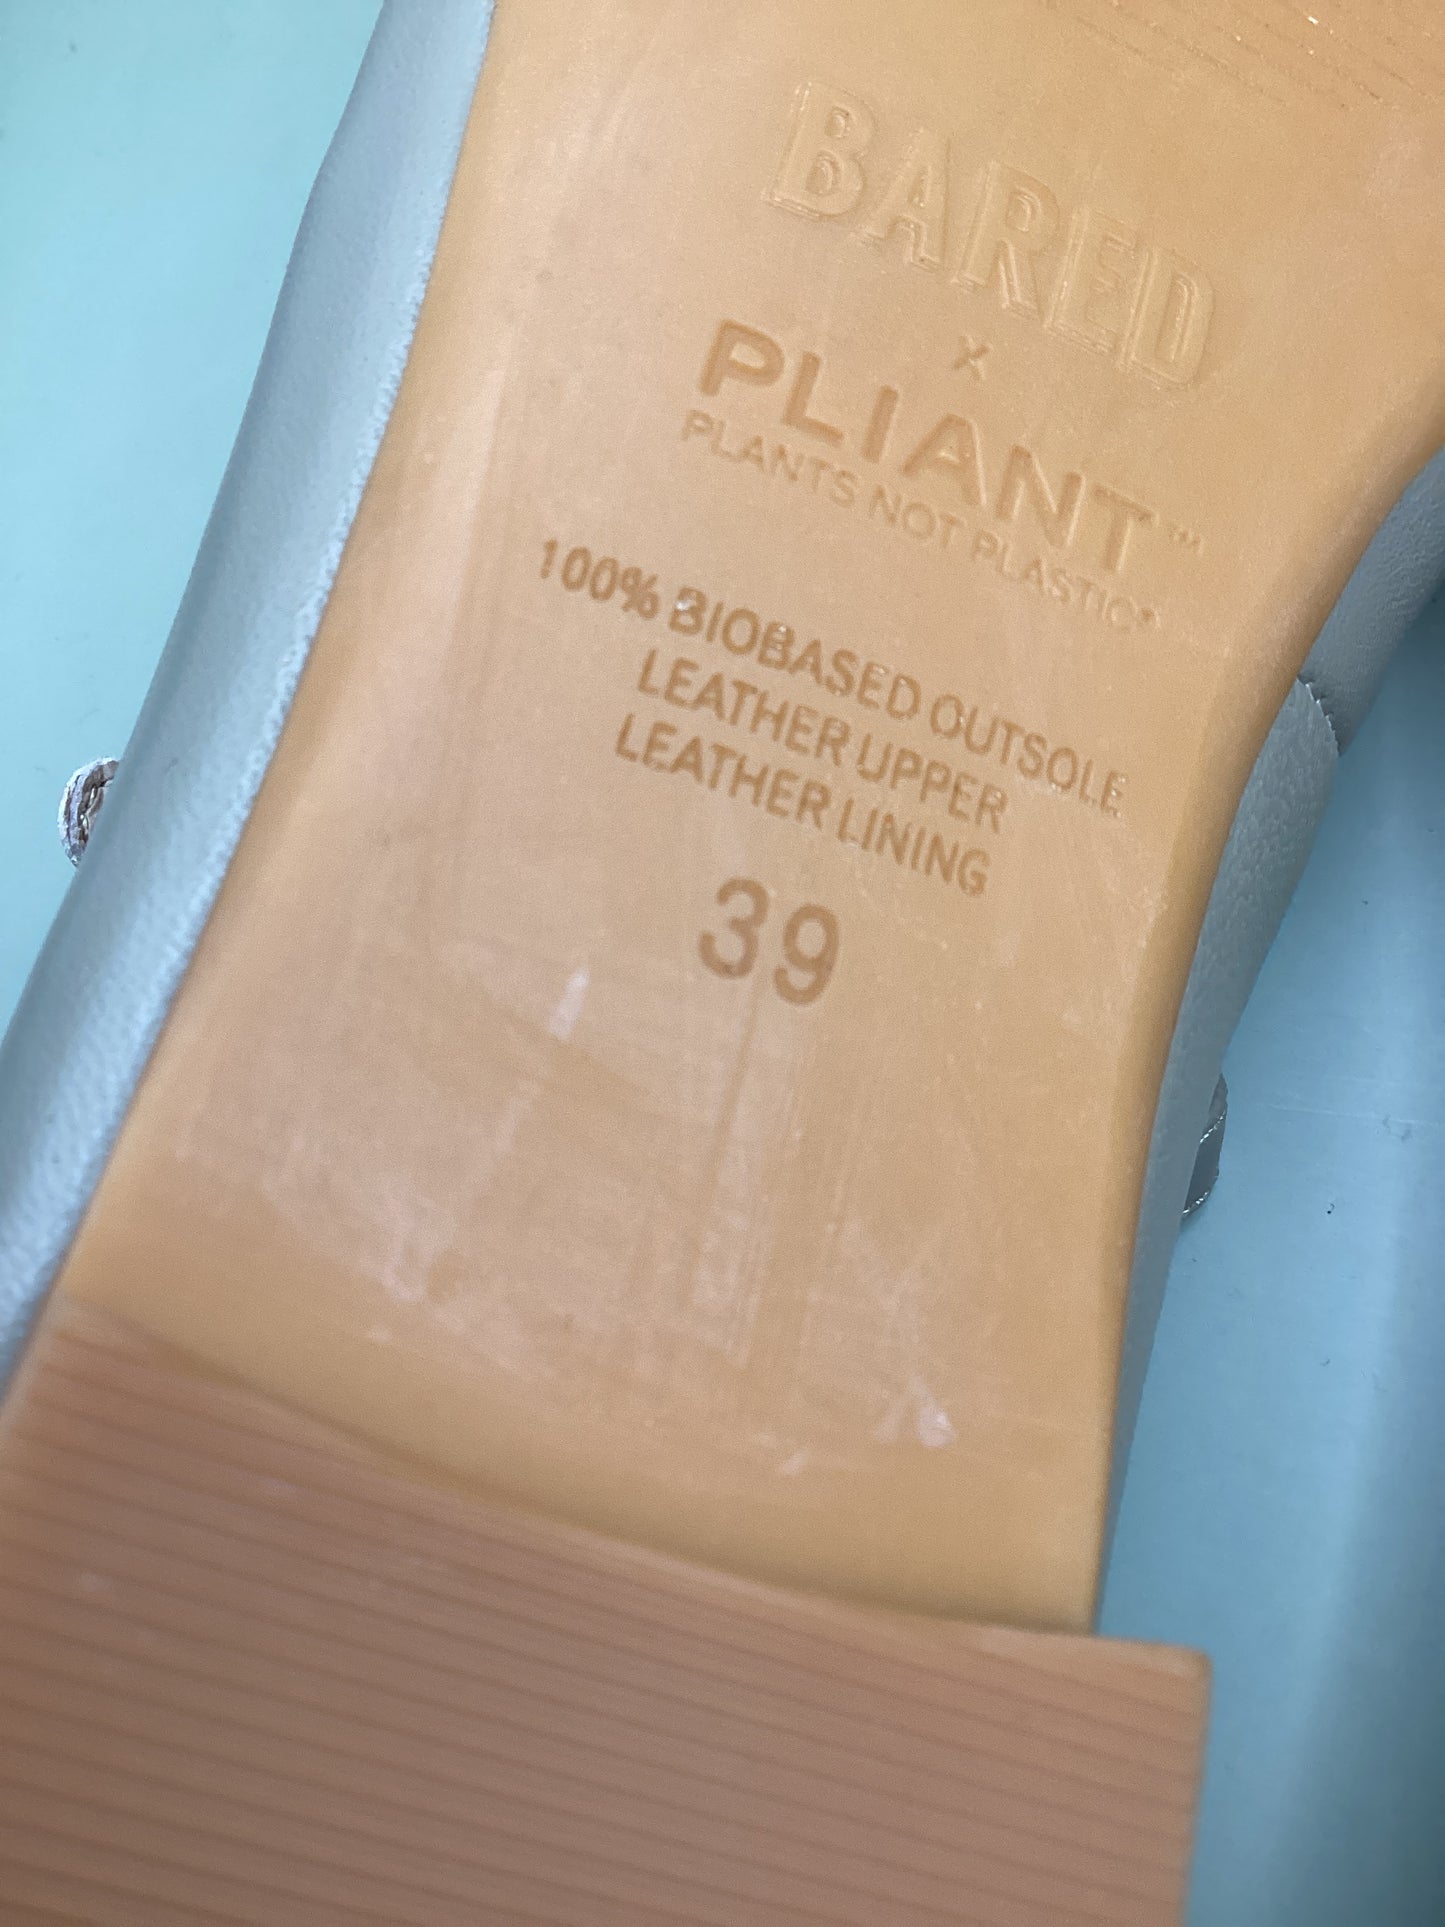 BARED
x
PLIANT™
PLANTS NOT PLASTIC®
100% BIOBASED OUTSOLE
LEATHER UPPER
LEATHER LINING
39